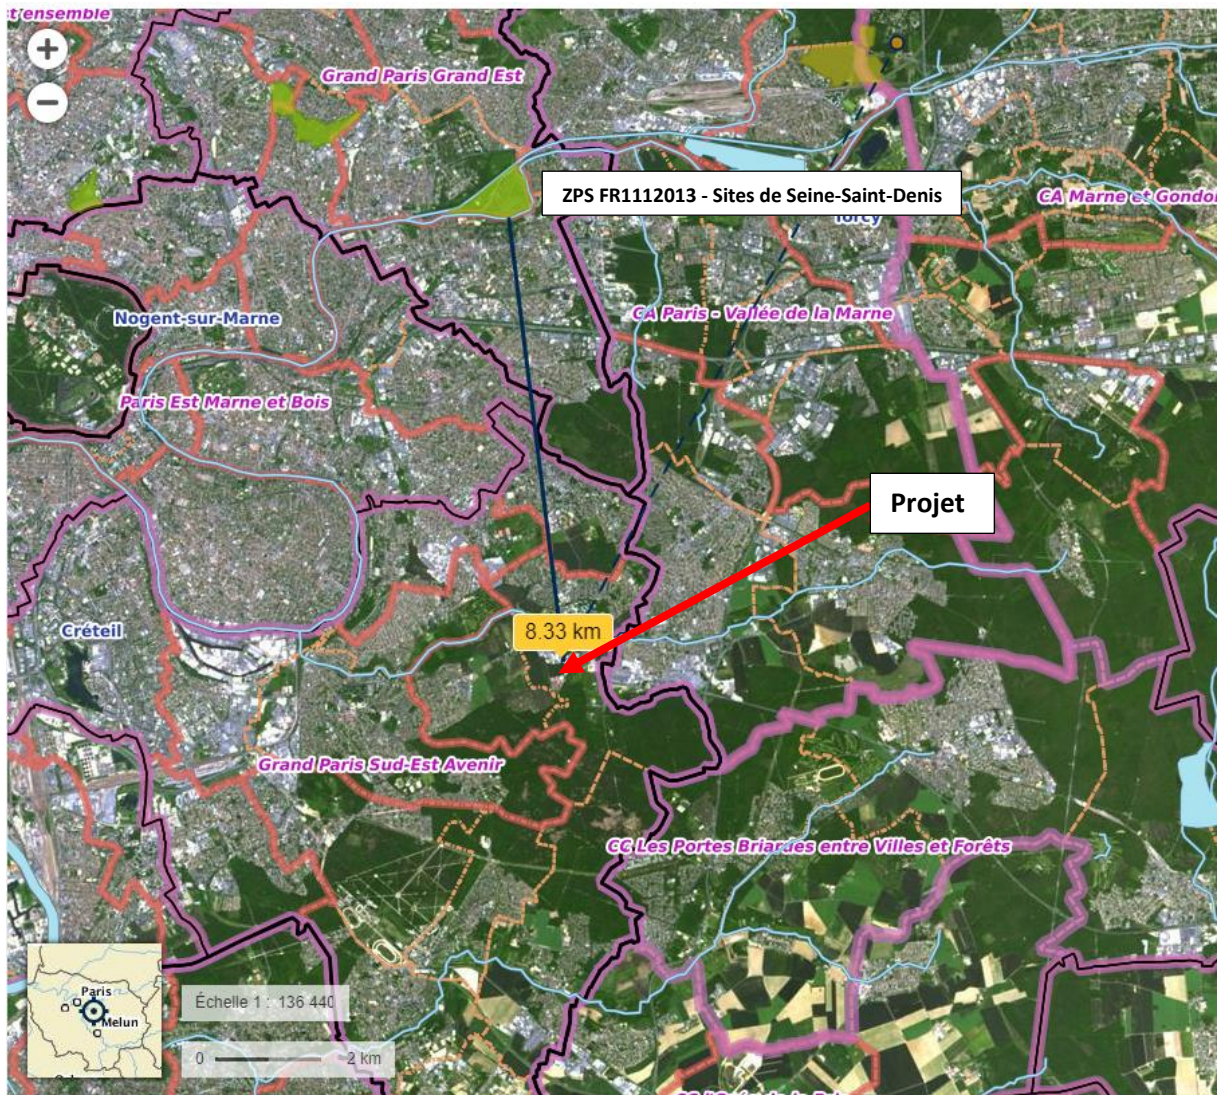 st ensemble
+
Grand Paris Grand Est
−
ZPS FR1112013 - Sites de Seine-Saint-Denis
CA Marne et Gondoi
Torcy
CA Paris - Vallée de la Marne
Nogent-sur-Marne
Paris Est Marne et Bois
Projet
8.33 km
Créteil
Grand Paris Sud-Est Avenir
CC Les Portes Briardes entre Villes et Forêts
Paris
Melun
Échelle 1 : 136 440
0 2 km